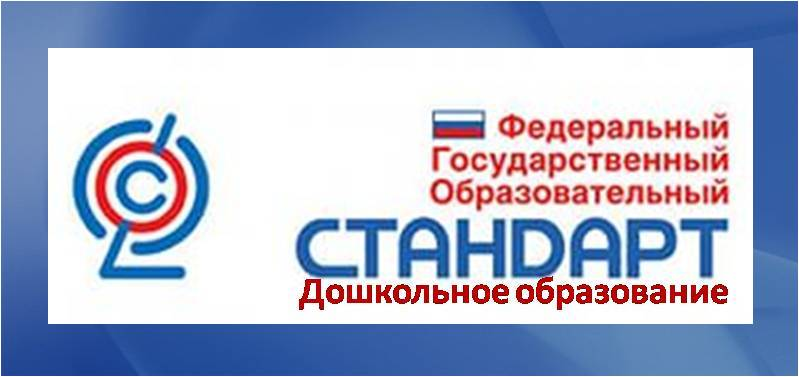 Федеральный
Государственный
Образовательный
СТАНДАРТ
Дошкольное образование